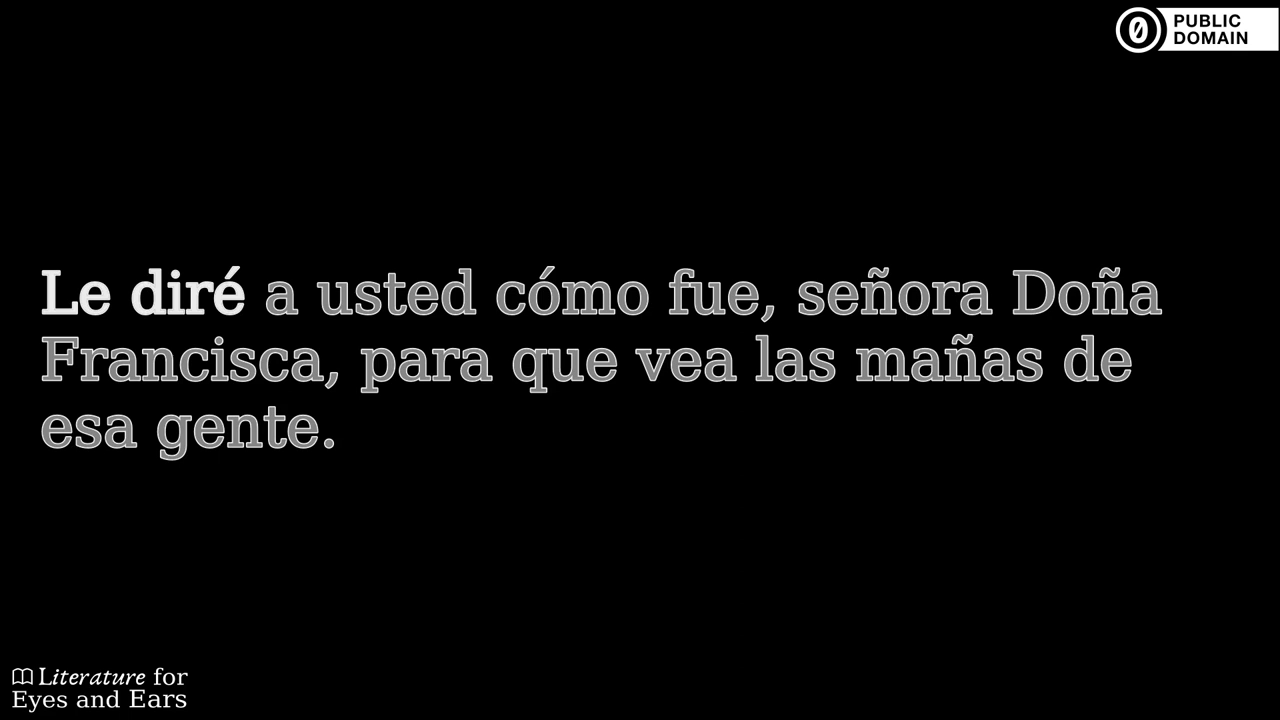 PUBLIC
DOMAIN
Le diré a usted cómo fue, señora Doña
Francisca, para que vea las mañas de
esa gente.
Literature for
Eyes and Ears